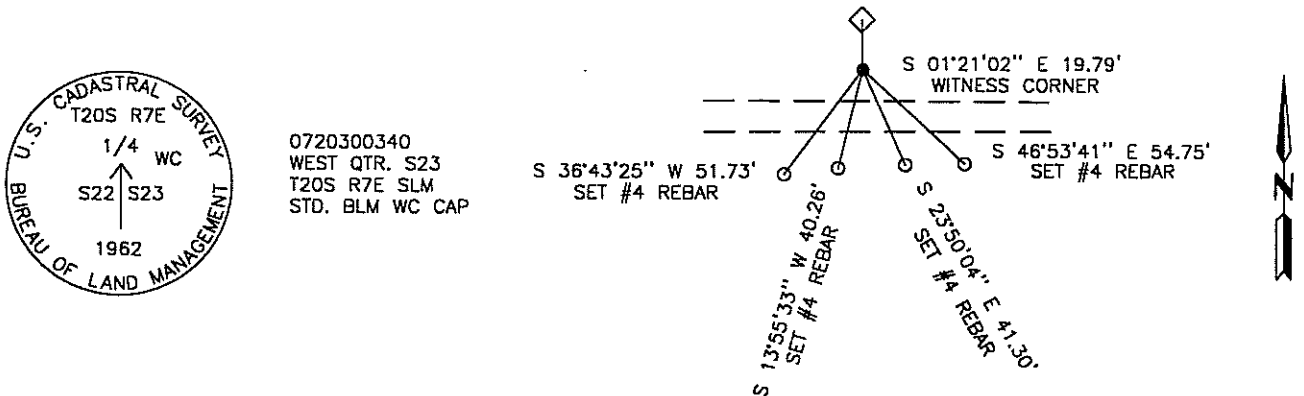 U.S. CADASTRAL SURVEY
T20S R7E
1/4 WC
S22 S23
1962
BUREAU OF LAND MANAGEMENT
0720300340
WEST QTR. S23
T20S R7E SLM
STD. BLM WC CAP
1
S 01°21'02" E 19.79'
WITNESS CORNER
S 36°43'25" W 51.73'
SET #4 REBAR
S 13°55'33" W 40.26'
SET #4 REBAR
S 23°50'04" E 41.30'
SET #4 REBAR
S 46°53'41" E 54.75'
SET #4 REBAR
N